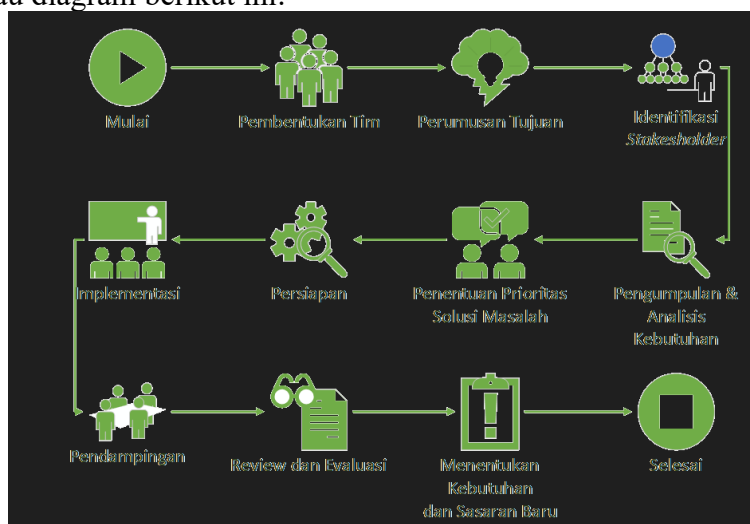 diagram berikut ini:
Mulai
Pembentukan Tim
Perumusan Tujuan
Identifikasi
Stakesholder
Implementasi
Persiapan
Penentuan Prioritas
Solusi Masalah
Pengumpulan &
Analisis
Kebutuhan
Pendampingan
Review dan Evaluasi
Menentukan
Kebutuhan
dan Sasaran Baru
Selesai